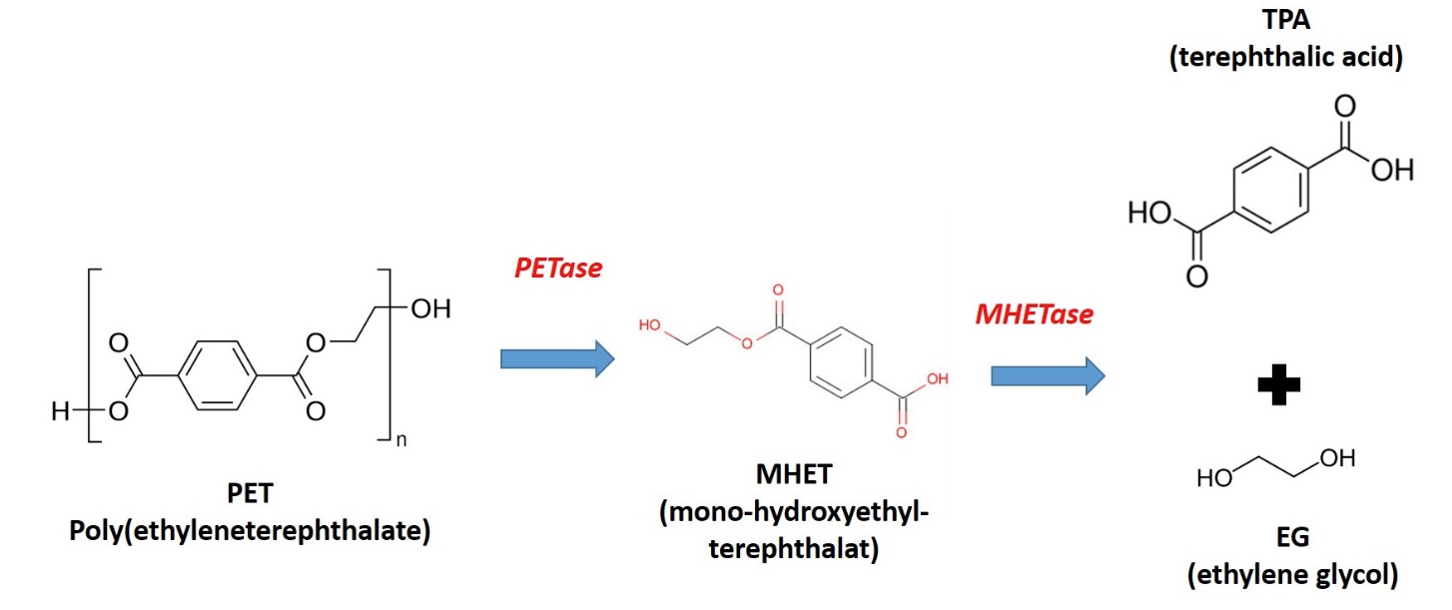 TPA
(terephthalic acid)
O
OH
HO
O
PETase
MHETase
O
O
OH
H
O
O
n
HO
O
O
OH
O
HO
OH
PET
Poly(ethyleneterephthalate)
MHET
(mono-hydroxyethyl-
terephthalat)
EG
(ethylene glycol)